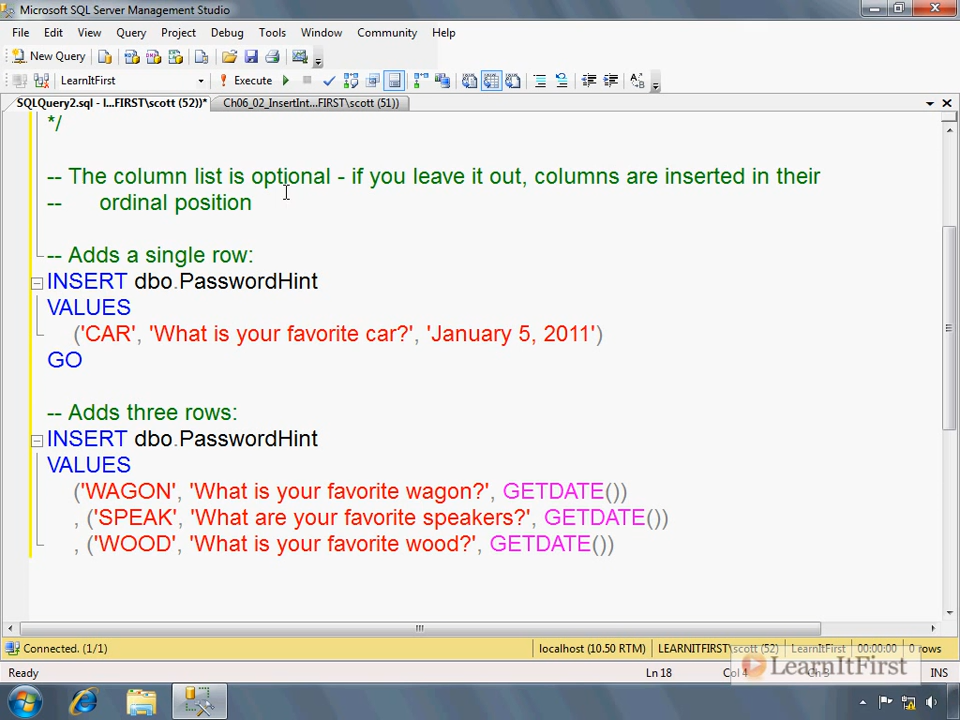 Microsoft SQL Server Management Studio
File Edit View Query Project Debug Tools Window Community Help
New Query
LearnItFirst Execute
SQLQuery2.sql - l...FIRST\scott (52))* Ch06_02_InsertInt...FIRST\scott (51))
*/
-- The column list is optional - if you leave it out, columns are inserted in their
-- ordinal position
-- Adds a single row:
INSERT dbo.PasswordHint
VALUES
('CAR', 'What is your favorite car?', 'January 5, 2011')
GO
-- Adds three rows:
INSERT dbo.PasswordHint
VALUES
('WAGON', 'What is your favorite wagon?', GETDATE())
, ('SPEAK', 'What are your favorite speakers?', GETDATE())
, ('WOOD', 'What is your favorite wood?', GETDATE())
Connected. (1/1) localhost (10.50 RTM) LEARNITFIRST\scott (52) LearnItFirst 00:00:00 0 rows
Ready Ln 18 Col 4 Ch 3 INS
LearnItFirst